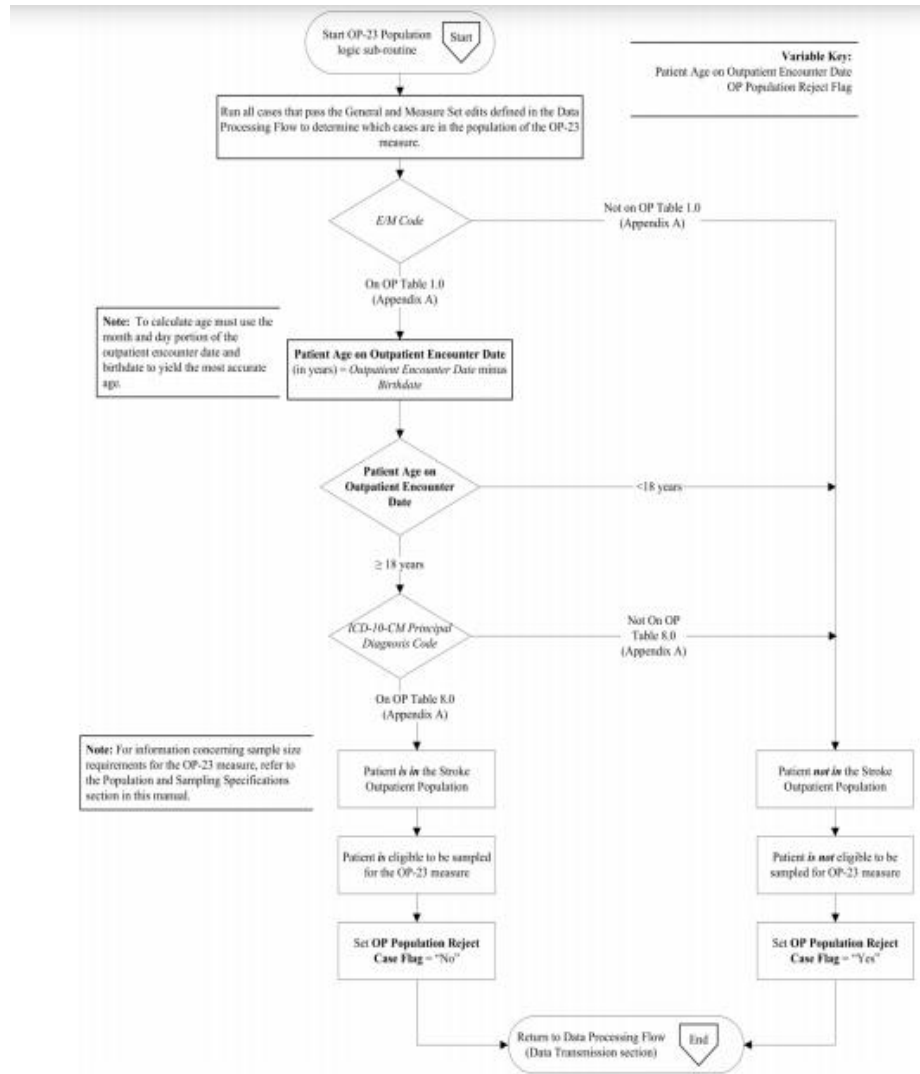 Start OP-23 Population
logic sub-routine
Start
Variable Key:
Patient Age on Outpatient Encounter Date
OP Population Reject Flag
Run all cases that pass the General and Measure Set edits defined in the Data
Processing Flow to determine which cases are in the population of the OP-23
measure.
E/M Code
Not on OP Table 1.0
(Appendix A)
On OP Table 1.0
(Appendix A)
Note: To calculate age must use the
month and day portion of the
outpatient encounter date and
birthdate to yield the most accurate
age.
Patient Age on Outpatient Encounter Date
(in years) = Outpatient Encounter Date minus
Birthdate
Patient Age on
Outpatient Encounter
Date
<18 years
≥ 18 years
ICD-10-CM Principal
Diagnosis Code
Not On OP
Table 8.0
(Appendix A)
On OP Table 8.0
(Appendix A)
Note: For information concerning sample size
requirements for the OP-23 measure, refer to
the Population and Sampling Specifications
section in this manual.
Patient is in the Stroke
Outpatient Population
Patient not in the Stroke
Outpatient Population
Patient is eligible to be sampled
for the OP-23 measure
Patient is not eligible to be
sampled for OP-23 measure
Set OP Population Reject
Case Flag = “No”
Set OP Population Reject
Case Flag = “Yes”
Return to Data Processing Flow
(Data Transmission section)
End